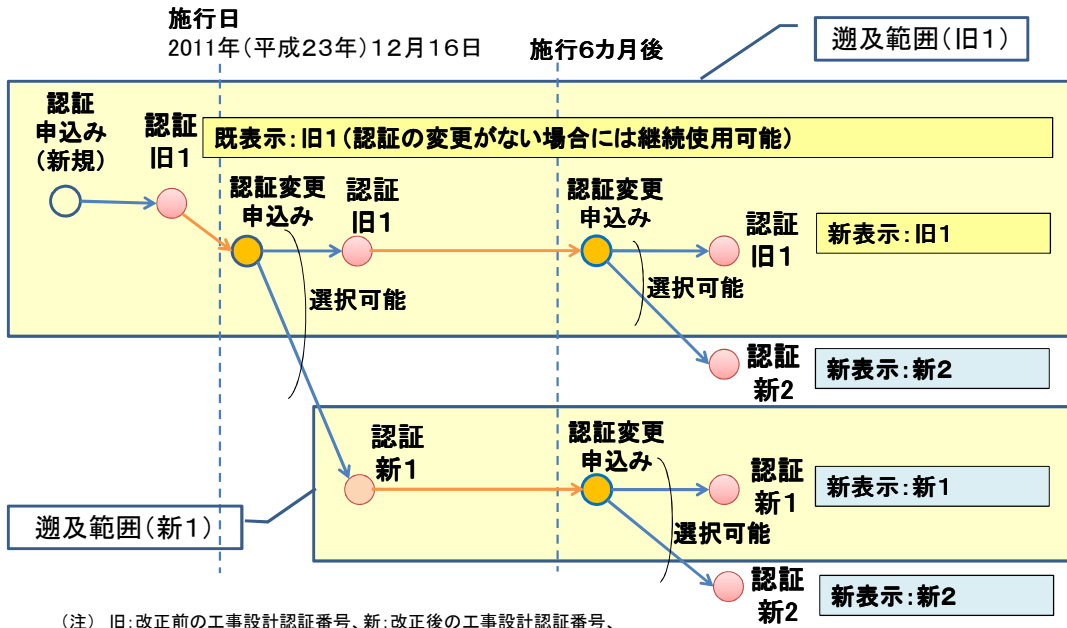 施行日
2011年(平成23年)12月16日
施行6カ月後
遡及範囲(旧1)
認証
申込み
(新規)
認証
旧1
既表示:旧1(認証の変更がない場合には継続使用可能)
認証変更
申込み
認証
旧1
選択可能
認証変更
申込み
選択可能
認証
旧1
新表示:旧1
認証
新2
新表示:新2
認証
新1
認証変更
申込み
認証
新1
新表示:新1
遡及範囲(新1)
選択可能
認証
新2
新表示:新2
(注) 旧:改正前の工事設計認証番号、新:改正後の工事設計認証番号、